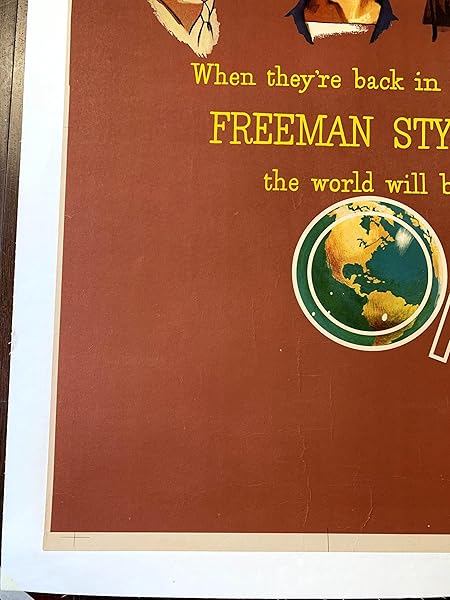 When they're back in
FREEMAN STY
the world will b